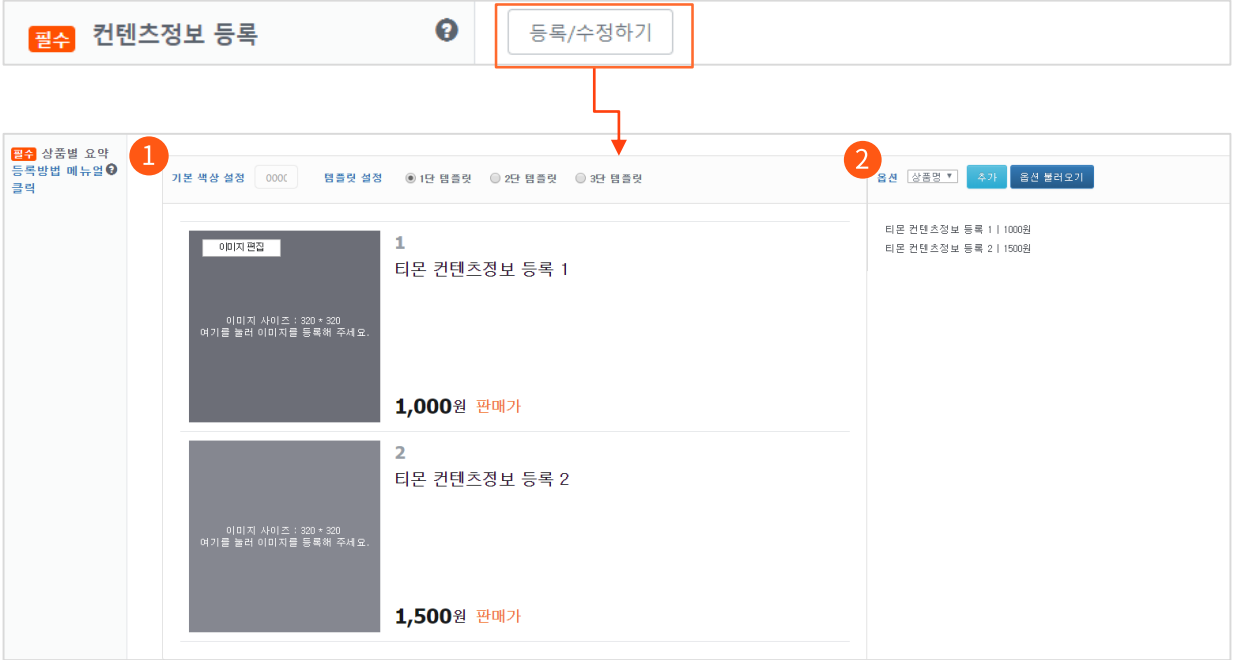 필수 컨텐츠정보 등록
등록/수정하기
필수 상품별 요약
등록방법 메뉴얼
클릭
1
기본 색상 설정 000C 템플릿 설정 1단 템플릿 2단 템플릿 3단 템플릿
2
옵션 상품명 추가 옵션 불러오기
이미지 편집
이미지 사이즈 : 320 * 320
여기를 눌러 이미지를 등록해 주세요.
1
티몬 컨텐츠정보 등록 1
1,000원 판매가
이미지 사이즈 : 320 * 320
여기를 눌러 이미지를 등록해 주세요.
2
티몬 컨텐츠정보 등록 2
1,500원 판매가
티몬 컨텐츠정보 등록 1 | 1000원
티몬 컨텐츠정보 등록 2 | 1500원